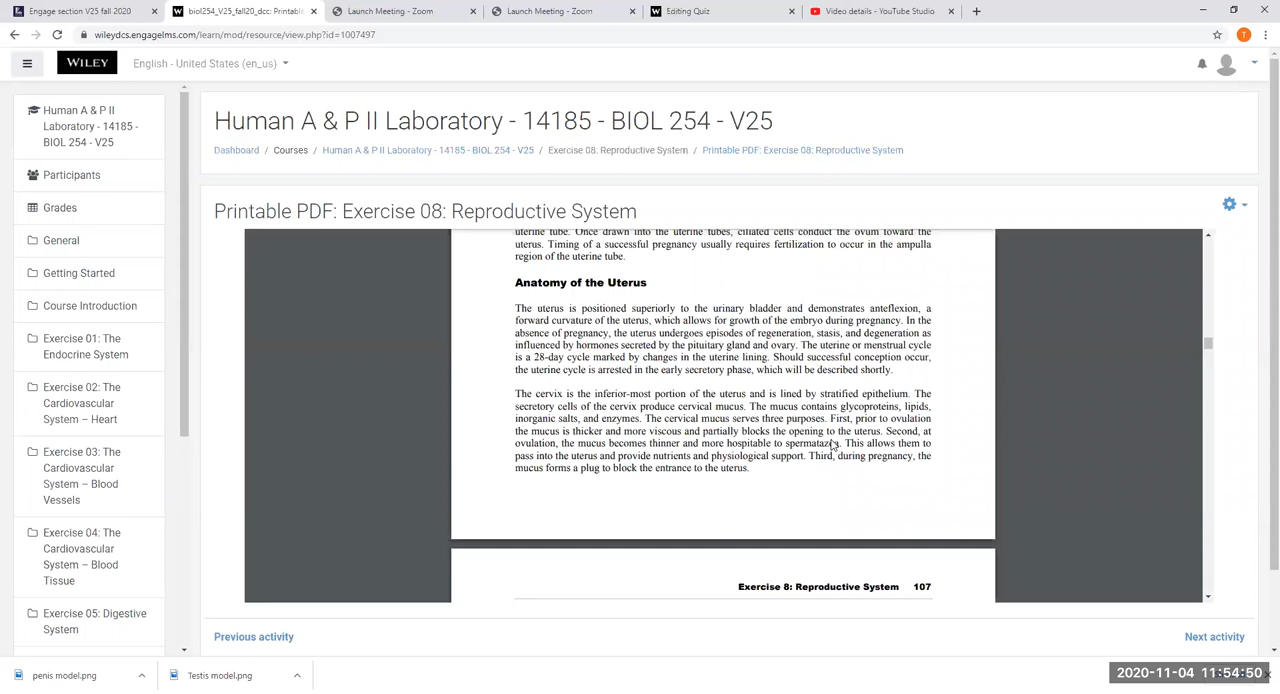 Engage section V25 fall 2020
biol254_V25_fall20_dcc: Printable
Launch Meeting - Zoom
Launch Meeting - Zoom
Editing Quiz
Video details - YouTube Studio
wileydcs.engagelms.com/learn/mod/resource/view.php?id=1007497
T
WILEY
English - United States (en_us)
Human A & P II
Laboratory - 14185 -
BIOL 254 - V25
Participants
Grades
General
Getting Started
Course Introduction
Exercise 01: The
Endocrine System
Exercise 02: The
Cardiovascular
System – Heart
Exercise 03: The
Cardiovascular
System – Blood
Vessels
Exercise 04: The
Cardiovascular
System – Blood
Tissue
Exercise 05: Digestive
System
Human A & P II Laboratory - 14185 - BIOL 254 - V25
Dashboard / Courses / Human A & P II Laboratory - 14185 - BIOL 254 - V25 / Exercise 08: Reproductive System / Printable PDF: Exercise 08: Reproductive System
Printable PDF: Exercise 08: Reproductive System
uterine tube. Once drawn into the uterine tubes, ciliated cells conduct the ovum toward the
uterus. Timing of a successful pregnancy usually requires fertilization to occur in the ampulla
region of the uterine tube.
Anatomy of the Uterus
The uterus is positioned superiorly to the urinary bladder and demonstrates anteflexion, a
forward curvature of the uterus, which allows for growth of the embryo during pregnancy. In the
absence of pregnancy, the uterus undergoes episodes of regeneration, stasis, and degeneration as
influenced by hormones secreted by the pituitary gland and ovary. The uterine or menstrual cycle
is a 28-day cycle marked by changes in the uterine lining. Should successful conception occur,
the uterine cycle is arrested in the early secretory phase, which will be described shortly.
The cervix is the inferior-most portion of the uterus and is lined by stratified epithelium. The
secretory cells of the cervix produce cervical mucus. The mucus contains glycoproteins, lipids,
inorganic salts, and enzymes. The cervical mucus serves three purposes. First, prior to ovulation
the mucus is thicker and more viscous and partially blocks the opening to the uterus. Second, at
ovulation, the mucus becomes thinner and more hospitable to spermatazoa. This allows them to
pass into the uterus and provide nutrients and physiological support. Third, during pregnancy, the
mucus forms a plug to block the entrance to the uterus.
Exercise 8: Reproductive System 107
Previous activity
Next activity
penis model.png
Testis model.png
2020-11-04 11:54:50